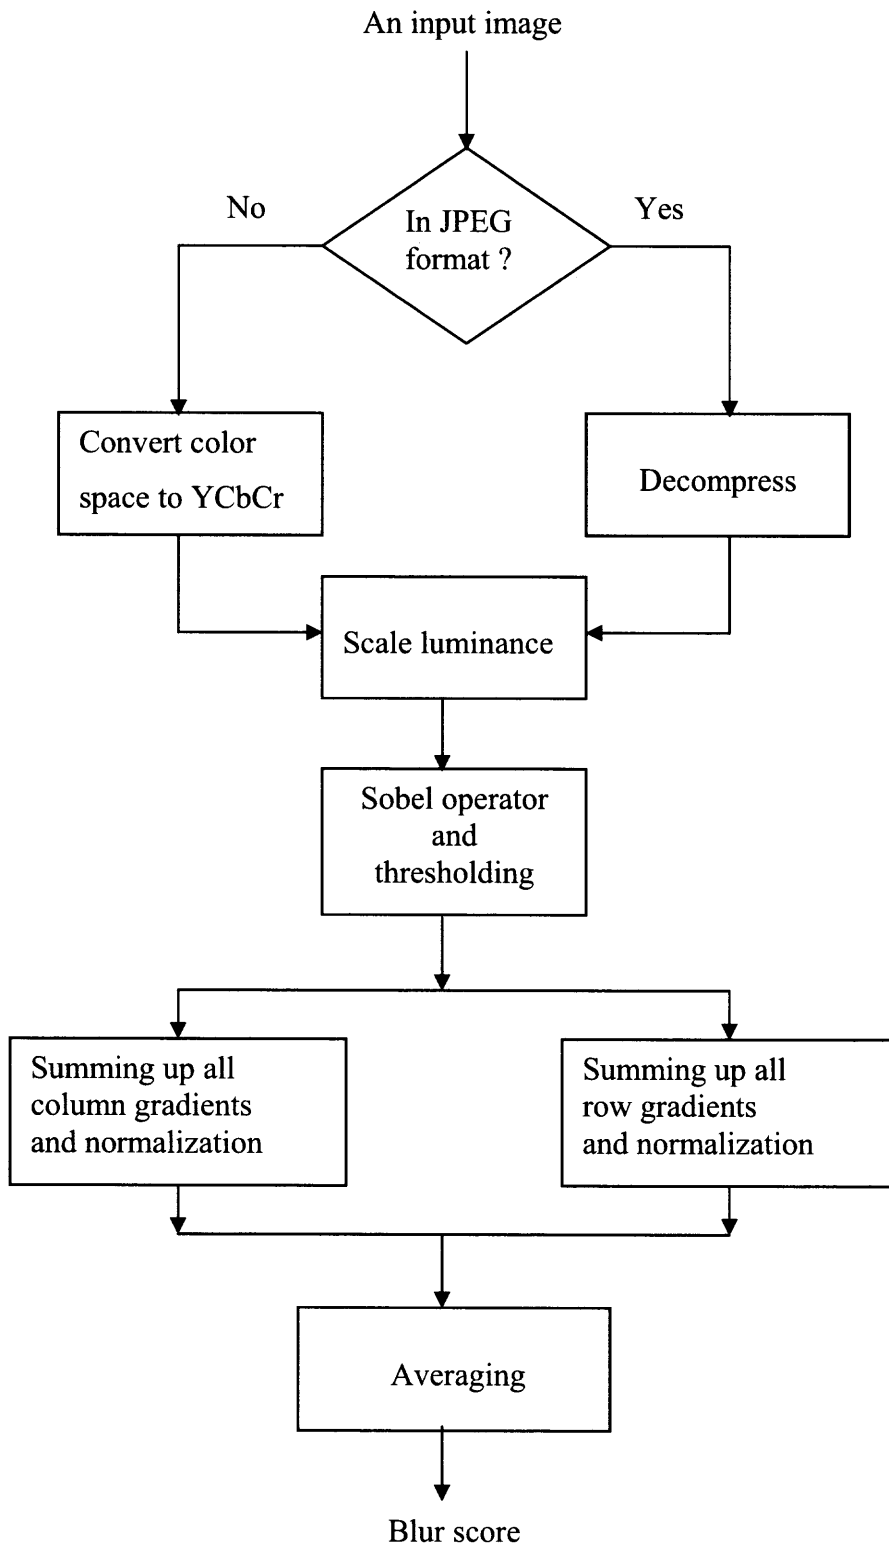 An input image
No
In JPEG
format ?
Yes
Convert color
space to YCbCr
Decompress
Scale luminance
Sobel operator
and
thresholding
Summing up all
column gradients
and normalization
Summing up all
row gradients
and normalization
Averaging
Blur score